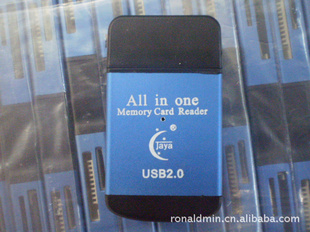 All in one
Memory Card Reader
®
Jaya
USB2.0
ronaldmin.cn.alibaba.com